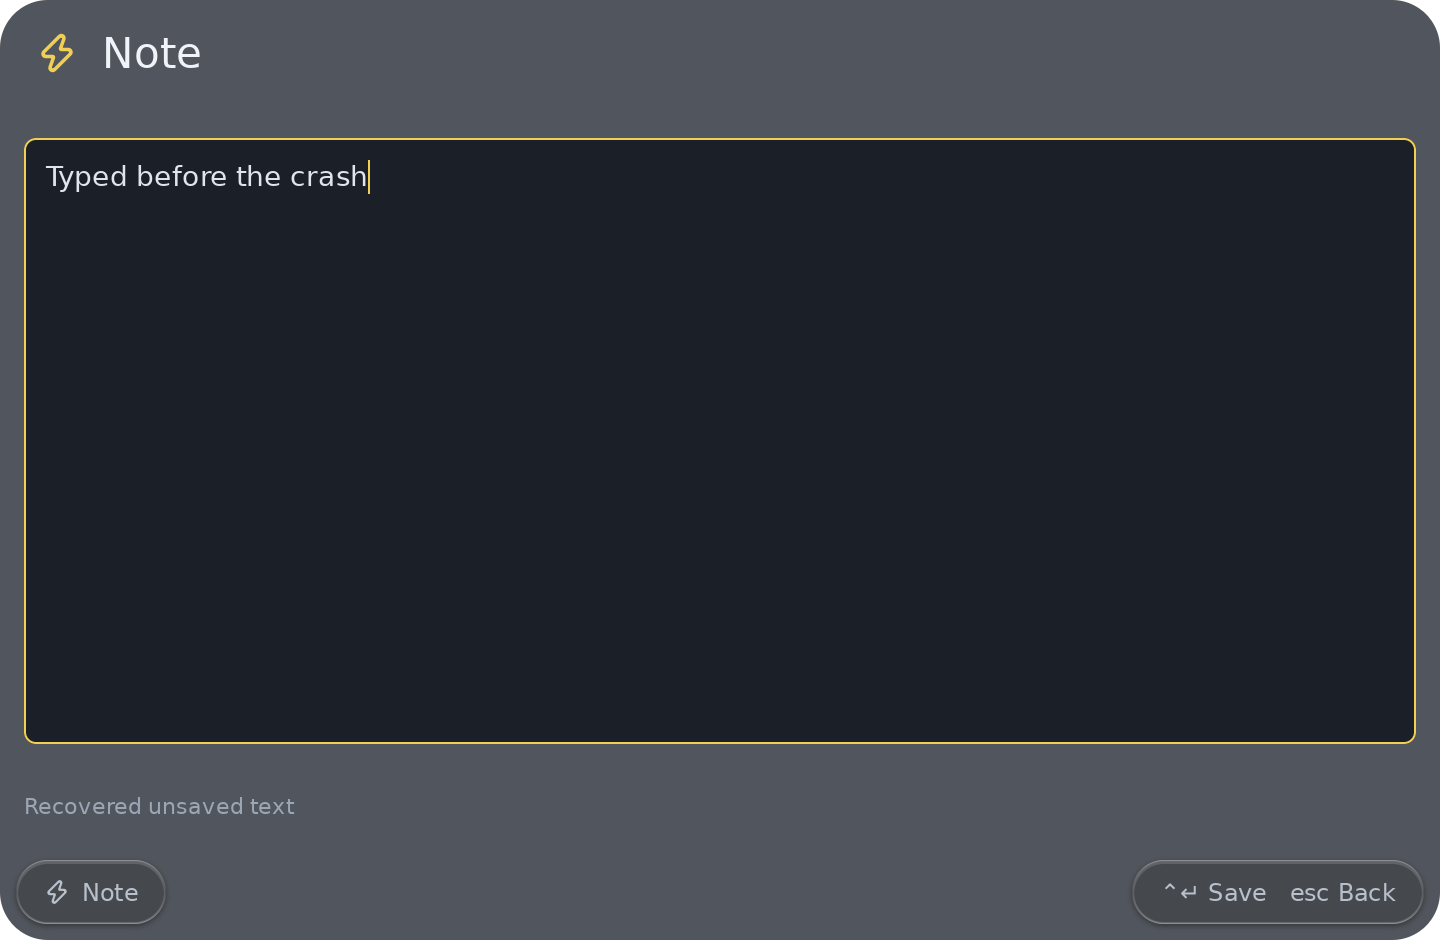 Note
Typed before the crash
Recovered unsaved text
Note
^↵ Save esc Back